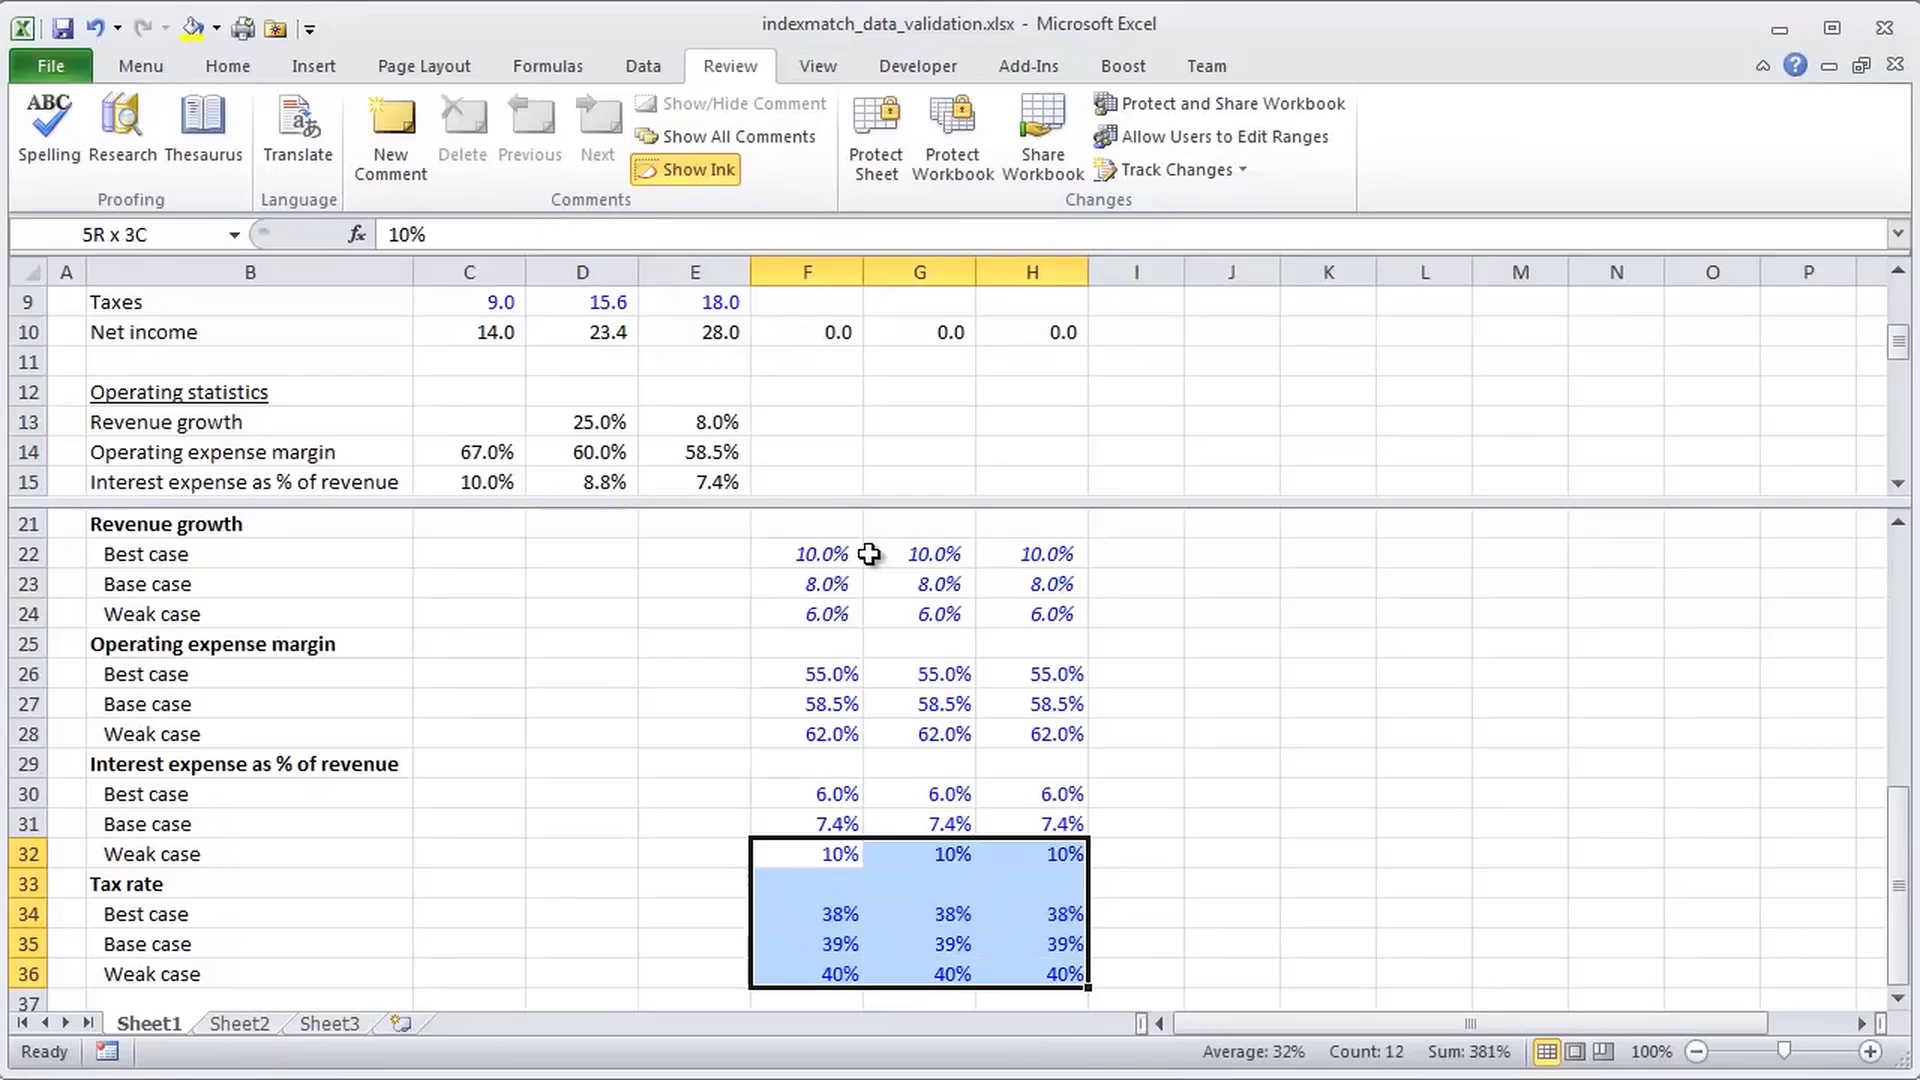 indexmatch_data_validation.xlsx - Microsoft Excel
File Menu Home Insert Page Layout Formulas Data Review View Developer Add-Ins Boost Team
ABC Spelling Research Thesaurus
Proofing
Translate
Language
New Comment Delete Previous Next
Show/Hide Comment
Show All Comments
Show Ink
Comments
Protect Sheet Protect Workbook Share Workbook
Protect and Share Workbook
Allow Users to Edit Ranges
Track Changes
Changes
5R x 3C fx 10%
A B C D E F G H I J K L M N O P
9 Taxes 9.0 15.6 18.0
10 Net income 14.0 23.4 28.0 0.0 0.0 0.0
11
12 Operating statistics
13 Revenue growth 25.0% 8.0%
14 Operating expense margin 67.0% 60.0% 58.5%
15 Interest expense as % of revenue 10.0% 8.8% 7.4%
21 Revenue growth
22 Best case 10.0% 10.0% 10.0%
23 Base case 8.0% 8.0% 8.0%
24 Weak case 6.0% 6.0% 6.0%
25 Operating expense margin
26 Best case 55.0% 55.0% 55.0%
27 Base case 58.5% 58.5% 58.5%
28 Weak case 62.0% 62.0% 62.0%
29 Interest expense as % of revenue
30 Best case 6.0% 6.0% 6.0%
31 Base case 7.4% 7.4% 7.4%
32 Weak case 10% 10% 10%
33 Tax rate
34 Best case 38% 38% 38%
35 Base case 39% 39% 39%
36 Weak case 40% 40% 40%
37
Sheet1 Sheet2 Sheet3
Ready Average: 32% Count: 12 Sum: 381% 100%